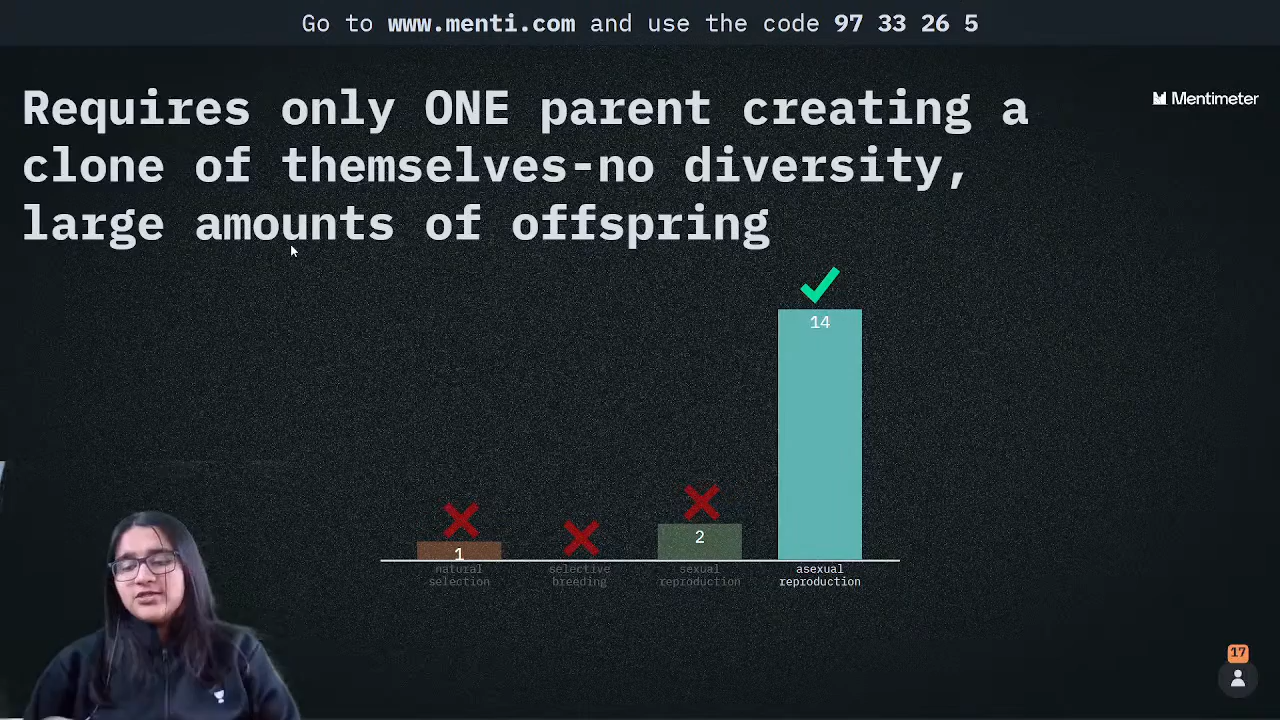 Go to www.menti.com and use the code 97 33 26 5
Requires only ONE parent creating a
clone of themselves-no diversity,
large amounts of offspring
Mentimeter
14
2
1
natural
selection
selective
breeding
sexual
reproduction
asexual
reproduction
17